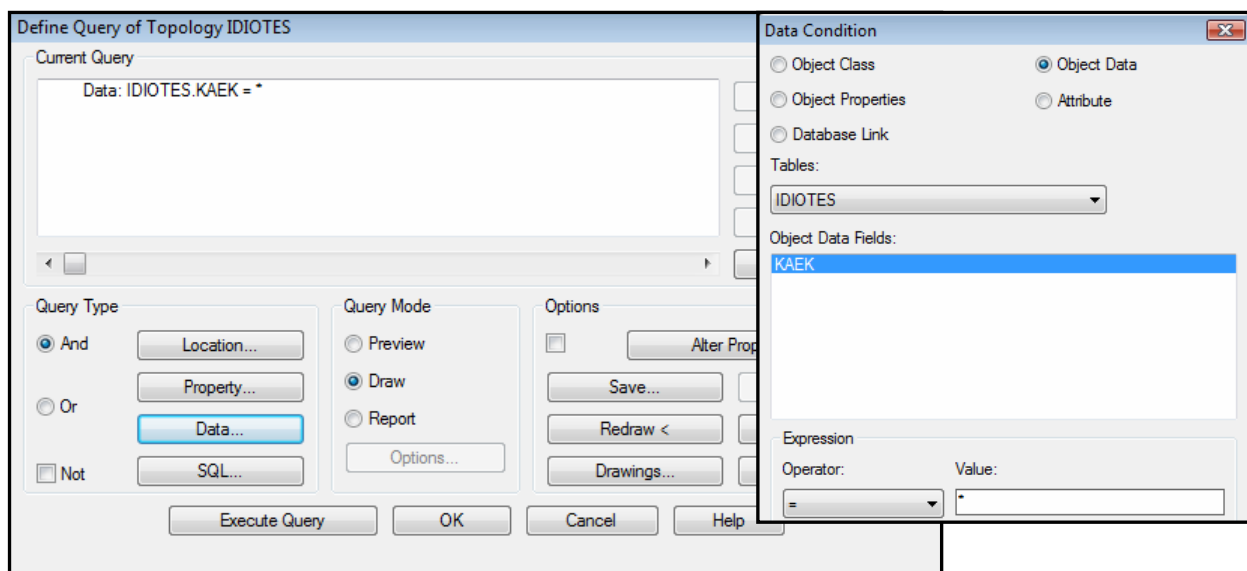 Define Query of Topology IDIOTES
Current Query
Data: IDIOTES.KAEK = *
Query Type
And
Location...
Property...
Or
Data...
Not
SQL...
Query Mode
Preview
Draw
Report
Options...
Options
Alter Prop
Save...
Redraw <
Drawings...
Execute Query
OK
Cancel
Help
Data Condition
Object Class
Object Data
Object Properties
Attribute
Database Link
Tables:
IDIOTES
Object Data Fields:
KAEK
Expression
Operator:
Value:
=
*